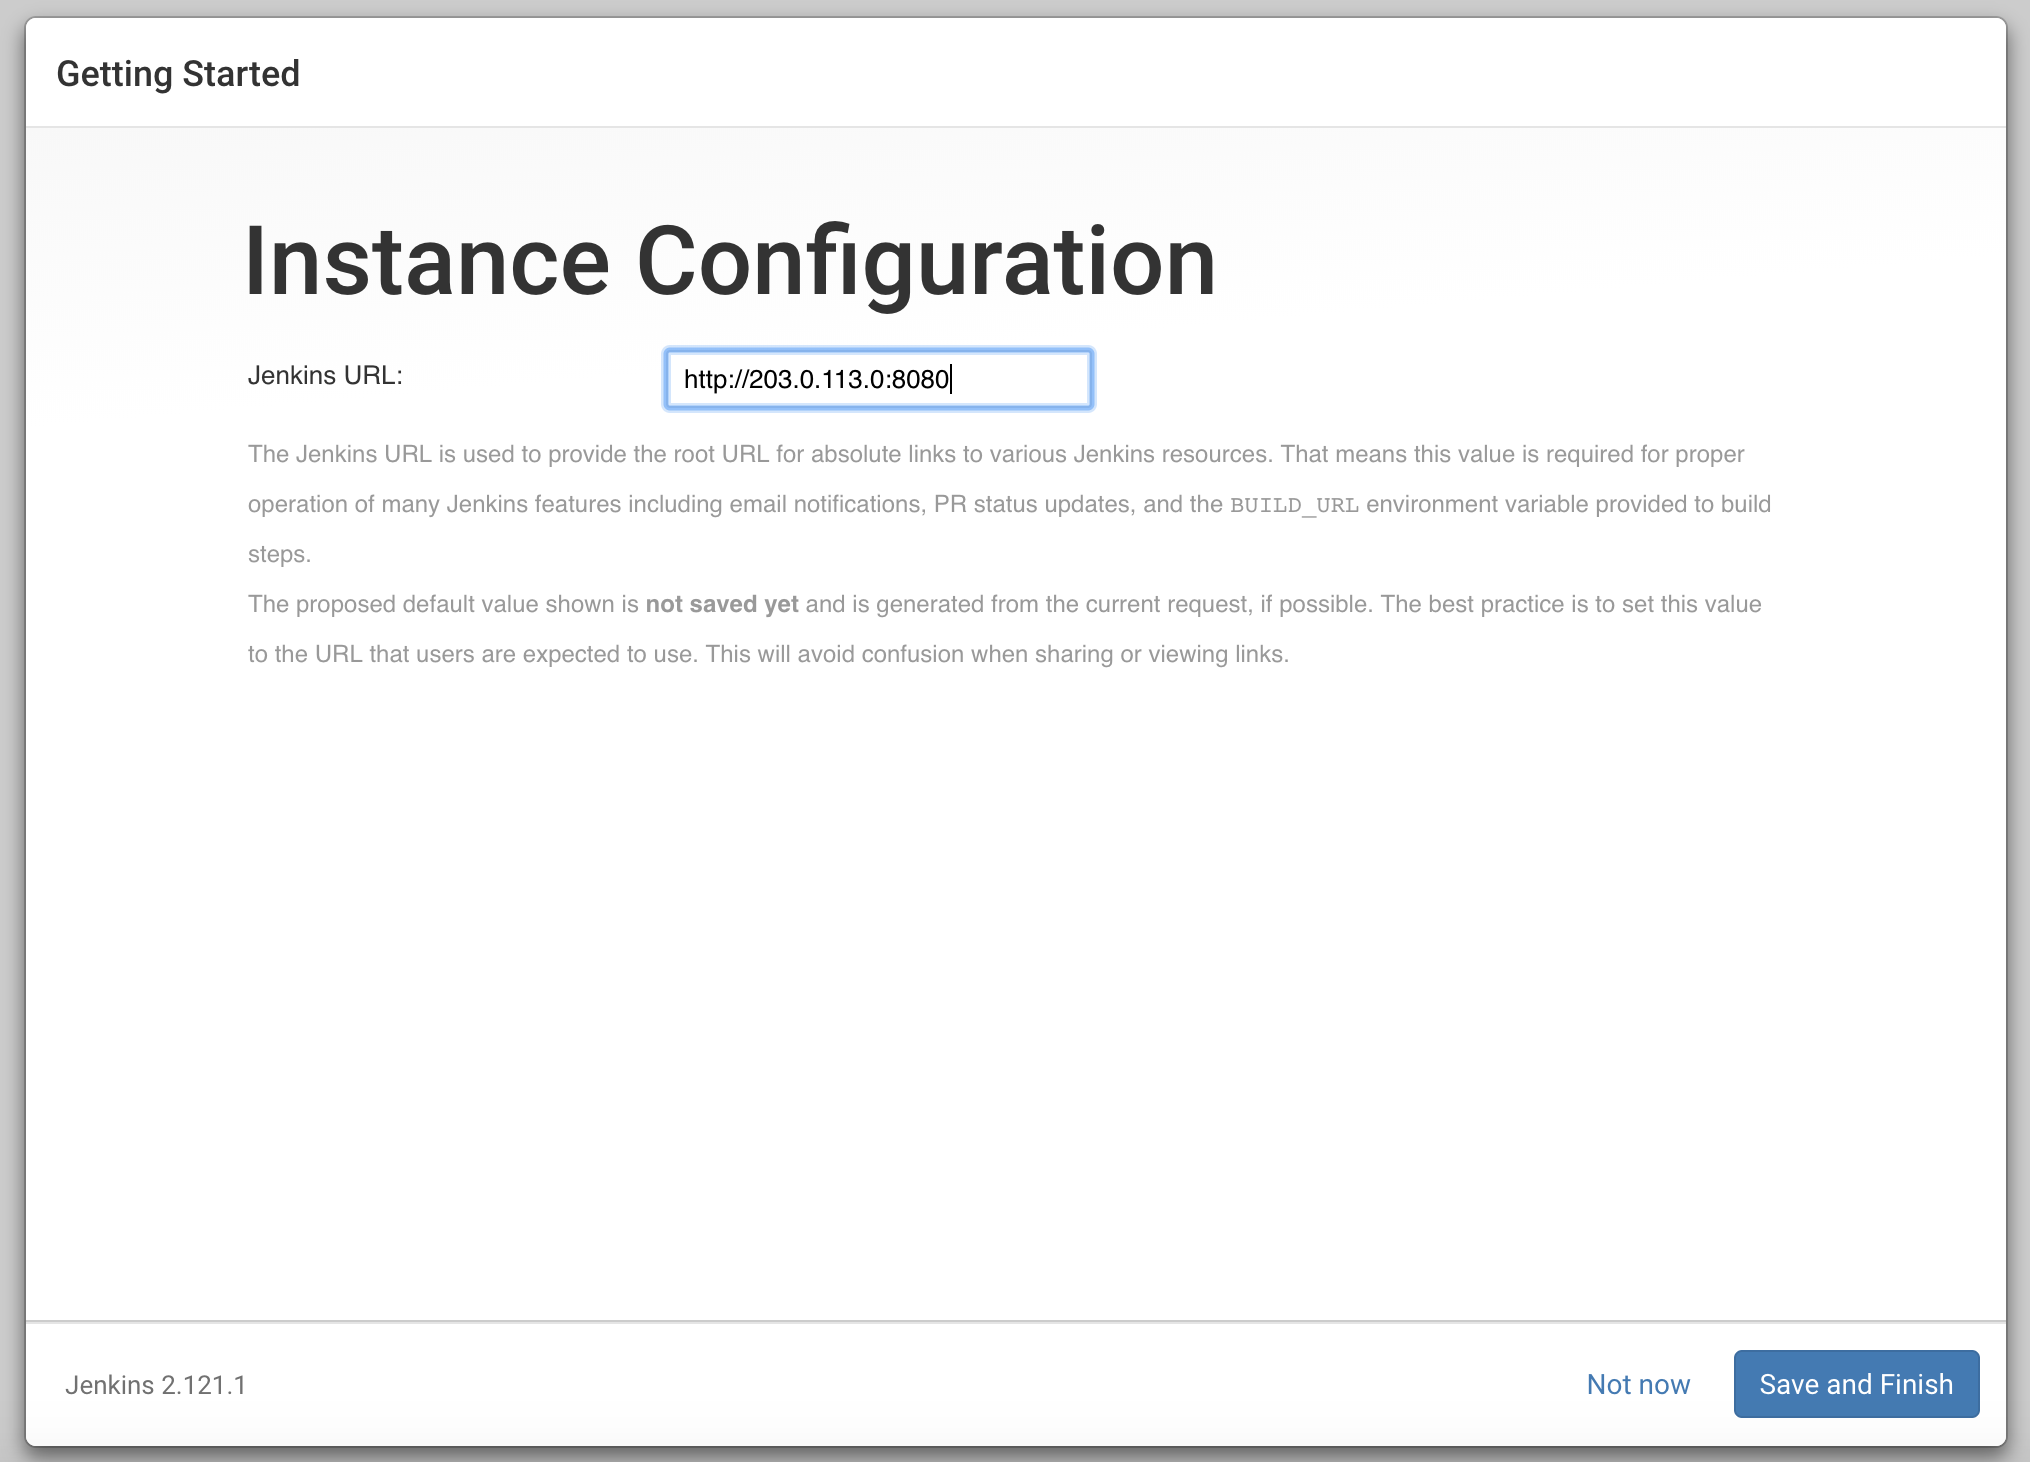 Getting Started
Instance Configuration
Jenkins URL:
http://203.0.113.0:8080
The Jenkins URL is used to provide the root URL for absolute links to various Jenkins resources. That means this value is required for proper
operation of many Jenkins features including email notifications, PR status updates, and the BUILD_URL environment variable provided to build
steps.
The proposed default value shown is not saved yet and is generated from the current request, if possible. The best practice is to set this value
to the URL that users are expected to use. This will avoid confusion when sharing or viewing links.
Jenkins 2.121.1
Not now
Save and Finish